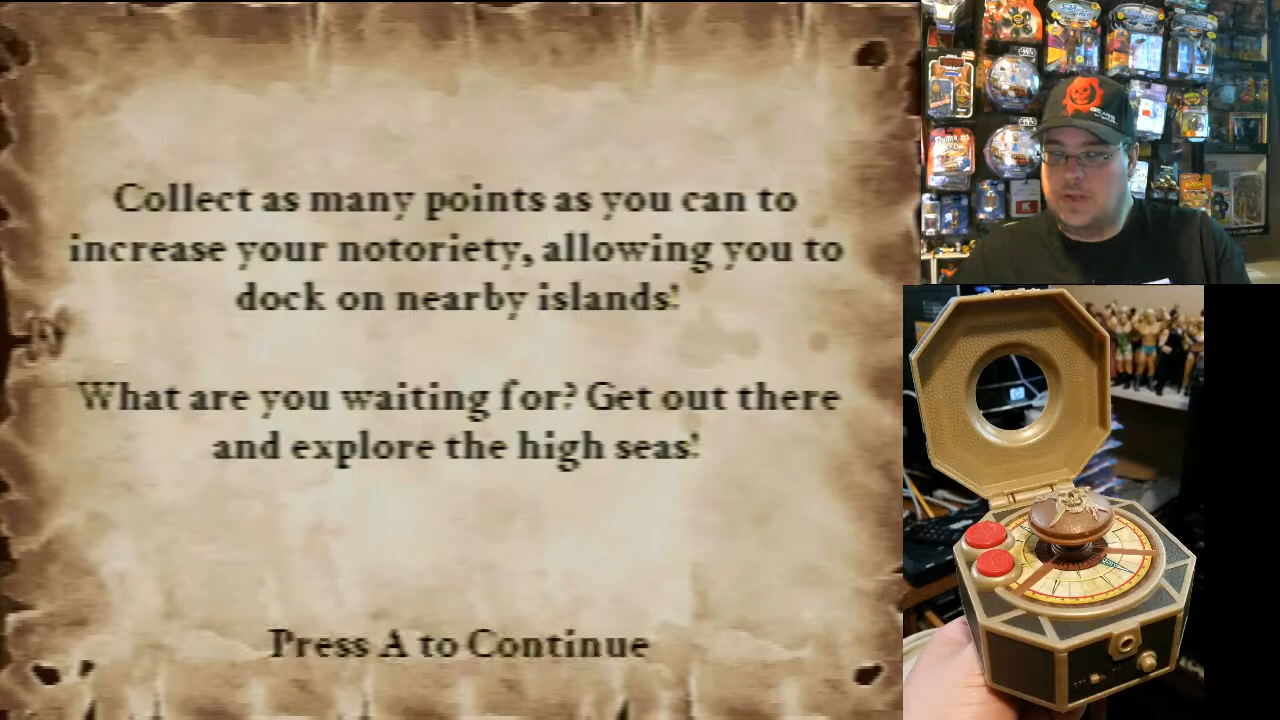 Collect as many points as you can to
increase your notoriety, allowing you to
dock on nearby islands!
What are you waiting for? Get out there
and explore the high seas!
Press A to Continue